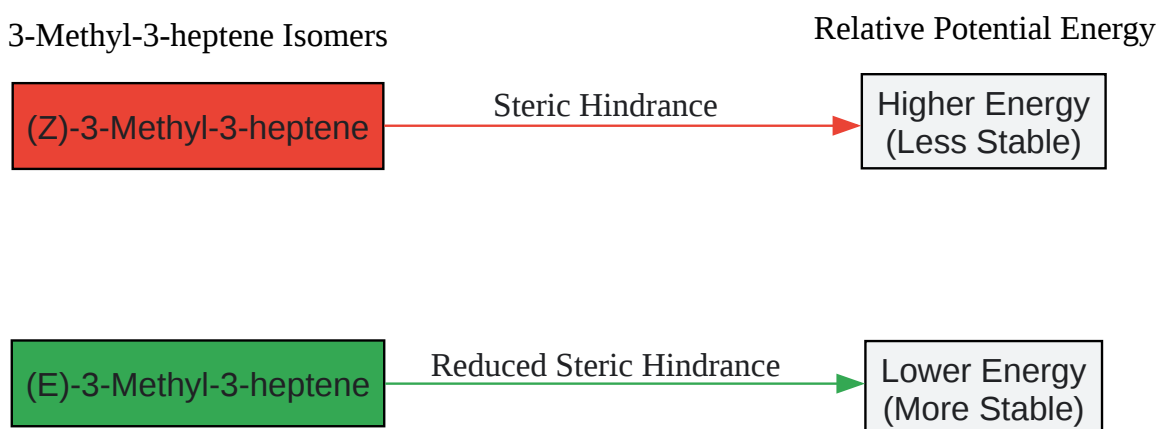 3-Methyl-3-heptene Isomers
Relative Potential Energy
(Z)-3-Methyl-3-heptene
Steric Hindrance
Higher Energy
(Less Stable)
(E)-3-Methyl-3-heptene
Reduced Steric Hindrance
Lower Energy
(More Stable)